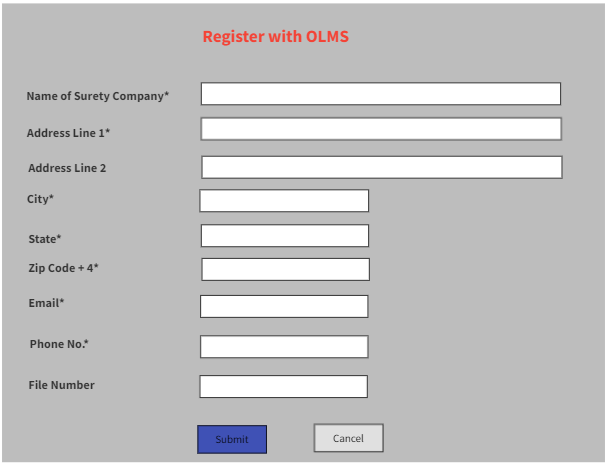 Register with OLMS
Name of Surety Company*
Address Line 1*
Address Line 2
City*
State*
Zip Code + 4*
Email*
Phone No.*
File Number
Submit Cancel